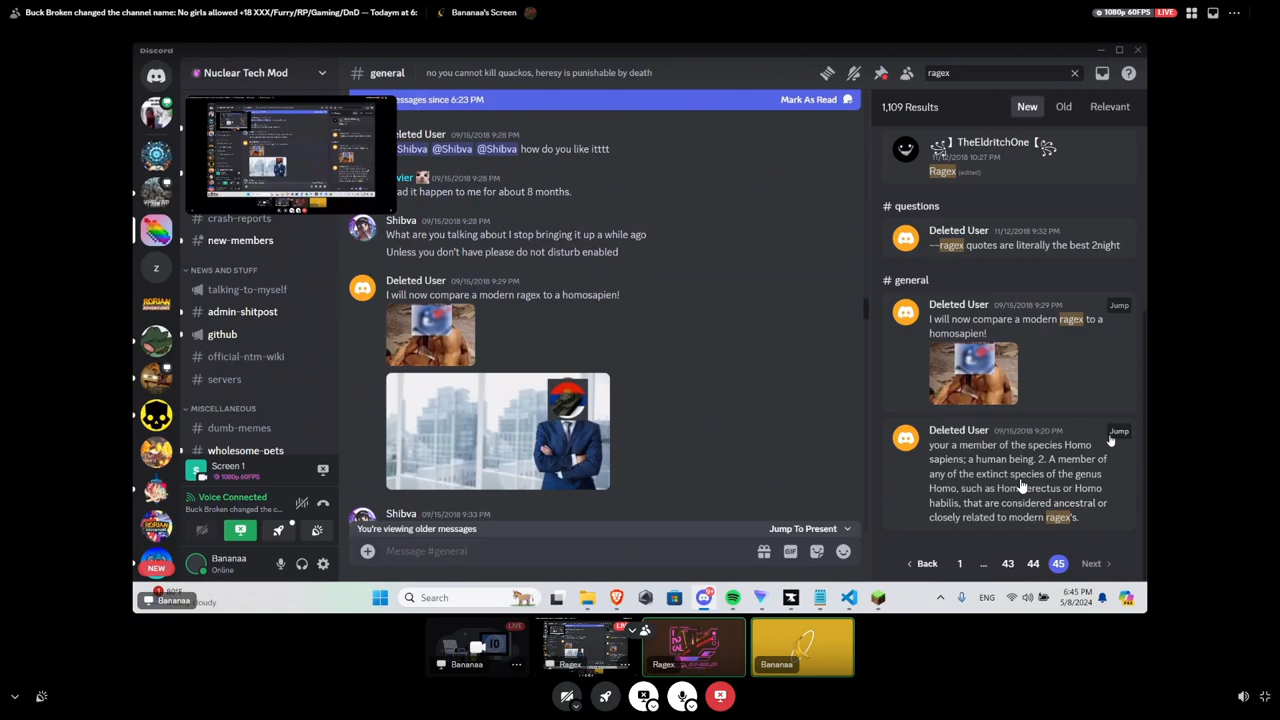 Buck Broken changed the channel name: No girls allowed +18 XXX/Furry/RP/Gaming/DnD — Todaym at 6:
Bananaa's Screen
1080p 60FPS LIVE
Discord
Nuclear Tech Mod
# general
no you cannot kill quackos, heresy is punishable by death
ragex
essages since 6:23 PM
Mark As Read
crash-reports
new-members
NEWS AND STUFF
talking-to-myself
admin-shitpost
github
official-ntm-wiki
servers
MISCELLANEOUS
dumb-memes
wholesome-pets
Screen 1
1080p 60FPS
Voice Connected
Buck Broken changed the c...
Bananaa
Online
Z
NEW
eleted User 09/15/2018 9:28 PM
Shibva @Shibva @Shibva how do you like itttt
vier 09/15/2018 9:28 PM
ad it happen to me for about 8 months.
Shibva 09/15/2018 9:28 PM
What are you talking about I stop bringing it up a while ago
Unless you don't have please do not disturb enabled
Deleted User 09/15/2018 9:29 PM
I will now compare a modern ragex to a homosapien!
Shibva 09/15/2018 9:33 PM
You're viewing older messages
Jump To Present
Message #general
GIF
1,109 Results
New
Old
Relevant
TheEldritchOne
11/12/2018 10:27 PM
Ragex (edited)
# questions
Deleted User 11/12/2018 9:32 PM
~~ragex quotes are literally the best 2night
# general
Deleted User 09/15/2018 9:29 PM
Jump
I will now compare a modern ragex to a
homosapien!
Deleted User 09/15/2018 9:20 PM
Jump
your a member of the species Homo
sapiens; a human being. 2. A member of
any of the extinct species of the genus
Homo, such as Homo erectus or Homo
habilis, that are considered ancestral or
closely related to modern ragex's.
Back
1
...
43
44
45
Next
Bananaa
Search
ENG
6:45 PM
5/8/2024
LIVE
Bananaa
Ragex
Ragex
Bananaa